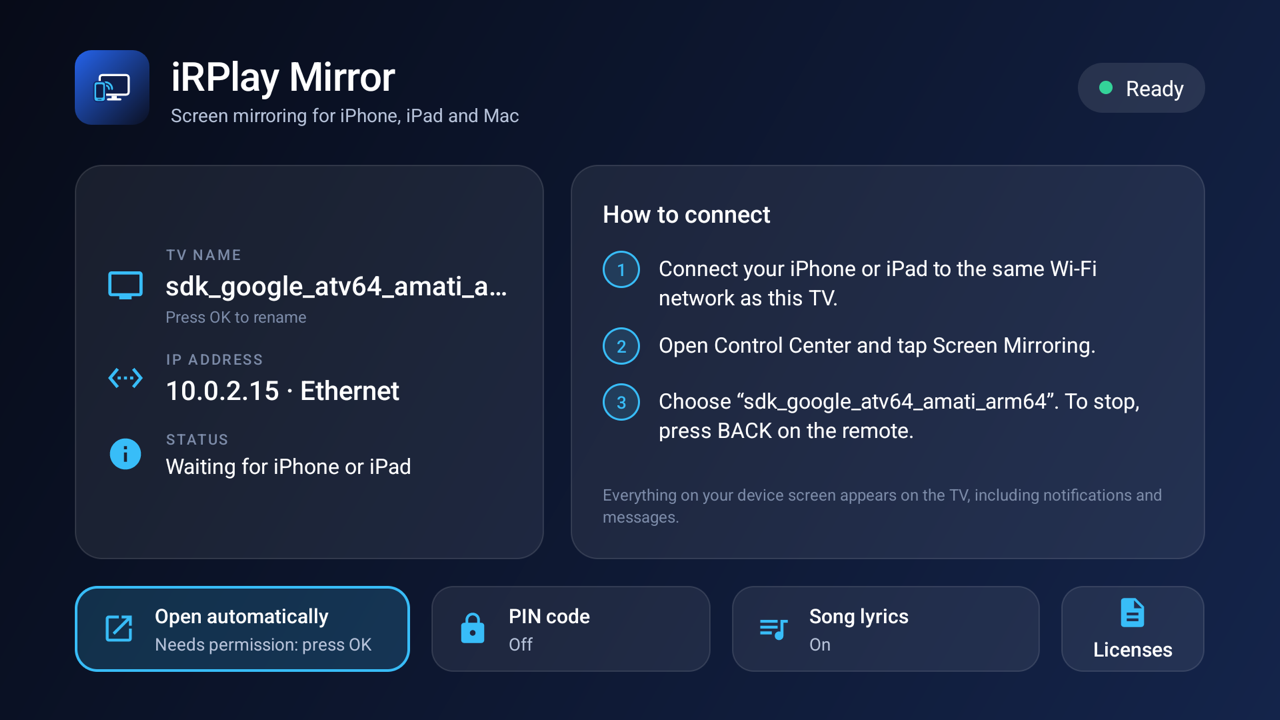 iRPlay Mirror
Screen mirroring for iPhone, iPad and Mac
Ready
TV NAME
sdk_google_atv64_amati_a...
Press OK to rename
IP ADDRESS
10.0.2.15 · Ethernet
STATUS
Waiting for iPhone or iPad
How to connect
1
Connect your iPhone or iPad to the same Wi-Fi
network as this TV.
2
Open Control Center and tap Screen Mirroring.
3
Choose “sdk_google_atv64_amati_arm64”. To stop,
press BACK on the remote.
Everything on your device screen appears on the TV, including notifications and
messages.
Open automatically
Needs permission: press OK
PIN code
Off
Song lyrics
On
Licenses